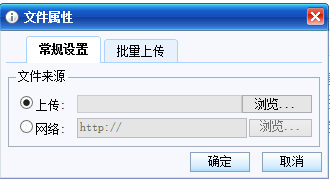 文件属性
常规设置 批量上传
文件来源
上传: 浏览...
网络: http:// 浏览...
确定 取消